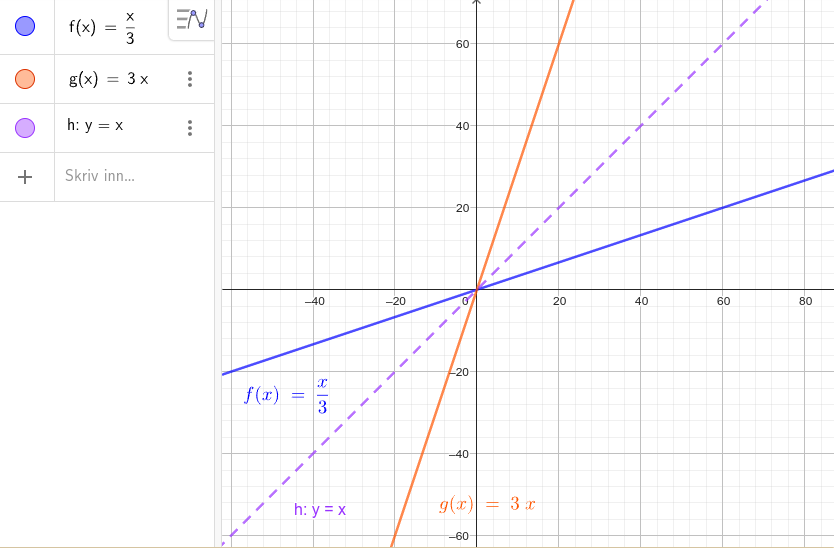 f(x) = x/3
g(x) = 3 x
h: y = x
Skriv inn...
60
40
20
–40 –20 0 20 40 60 80
–20
f(x) = x/3
–40
g(x) = 3 x
h: y = x
–60